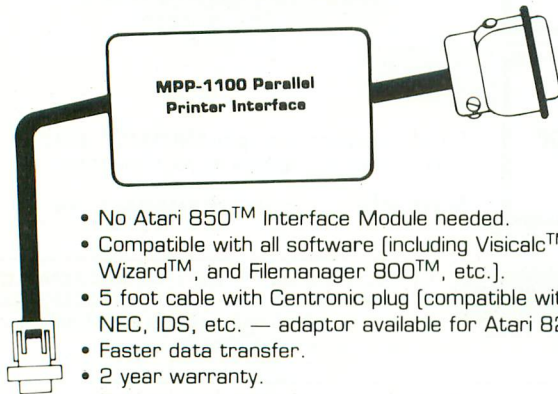 MPP-1100 Parallel
Printer Interface
• No Atari 850™ Interface Module needed.
• Compatible with all software (including Visicalc™
Wizard™, and Filemanager 800™, etc.).
• 5 foot cable with Centronic plug (compatible
NEC, IDS, etc. — adaptor available for Atari
• Faster data transfer.
• 2 year warranty.